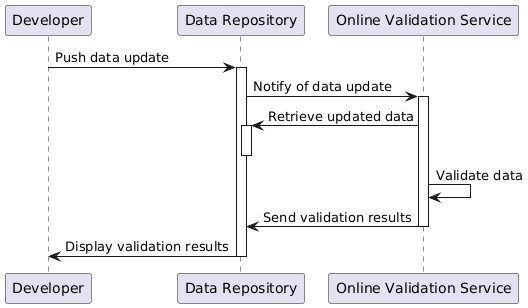 Developer
Data Repository
Online Validation Service
Push data update
Notify of data update
Retrieve updated data
Validate data
Send validation results
Display validation results
Developer
Data Repository
Online Validation Service